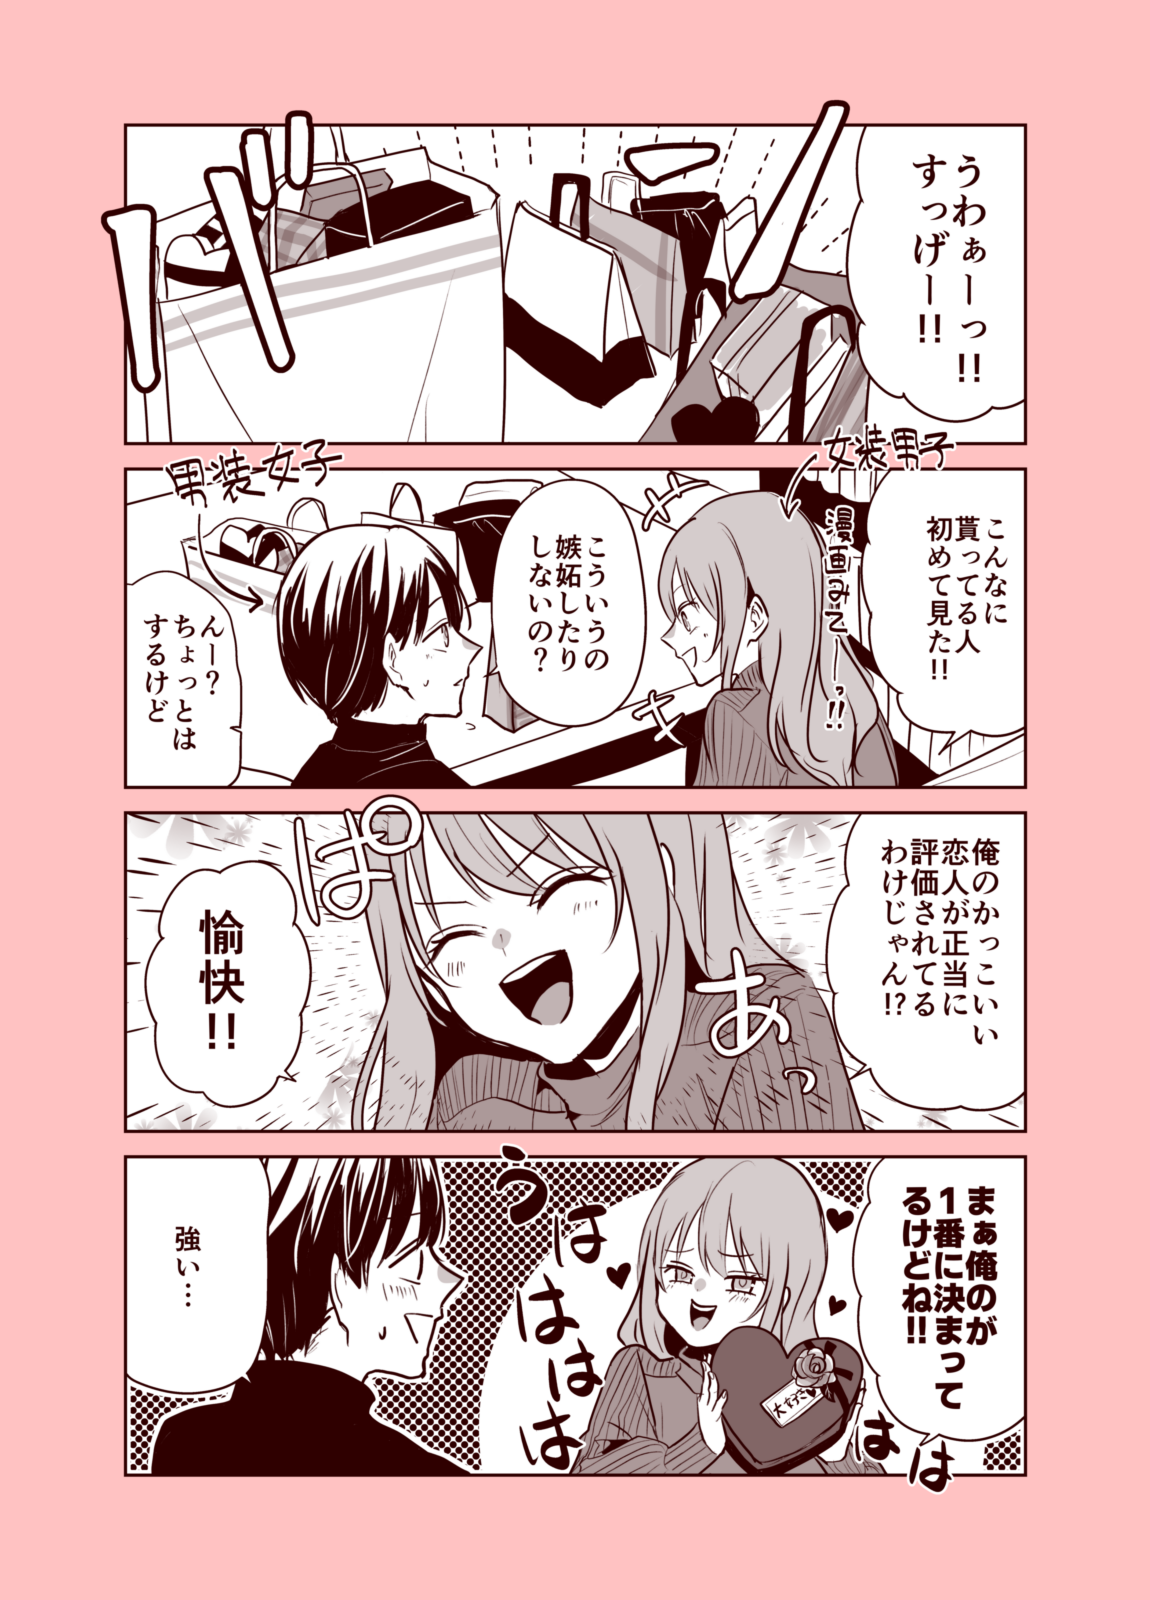 うわぁーっ!!
すっげー!!
ドドーン
こんなに
貰ってる人
初めて見た!!
女装男子
漫画みてーっ!!
こういうの
嫉妬したり
しないの?
男装女子
んー?
ちょっとは
するけど
俺のかっこいい
恋人が正当に
評価されてる
わけじゃん!?
ぱあっ
愉快!!
まぁ俺のが
1番に決まって
るけどね!!
大好き♥
うはははははは
強い…